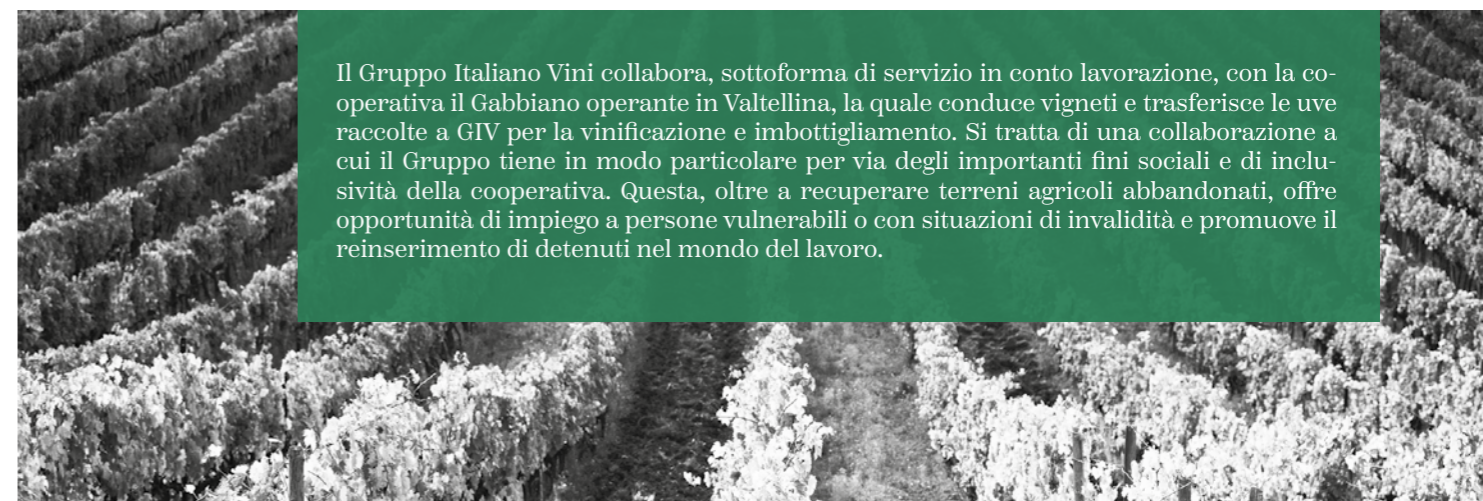 Il Gruppo Italiano Vini collabora, sottoforma di servizio in conto lavorazione, con la co-
operativa il Gabbiano operante in Valtellina, la quale conduce vigneti e trasferisce le uve
raccolte a GIV per la vinificazione e imbottigliamento. Si tratta di una collaborazione a
cui il Gruppo tiene in modo particolare per via degli importanti fini sociali e di inclu-
sività della cooperativa. Questa, oltre a recuperare terreni agricoli abbandonati, offre
opportunità di impiego a persone vulnerabili o con situazioni di invalidità e promuove il
reinserimento di detenuti nel mondo del lavoro.